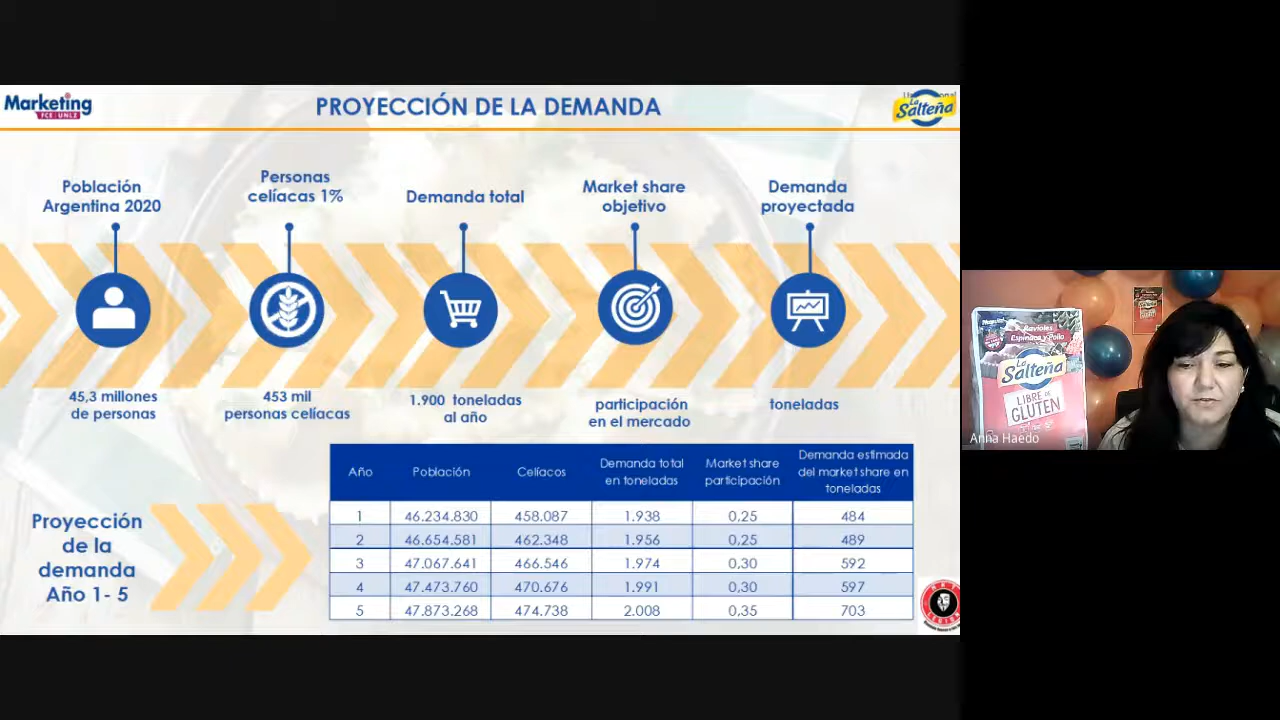 Marketing
FCE | UNLZ
PROYECCIÓN DE LA DEMANDA
La
Salteña
Población
Argentina 2020
Personas
celíacas 1%
Demanda total
Market share
objetivo
Demanda
proyectada
45,3 millones
de personas
453 mil
personas celíacas
1.900 toneladas
al año
participación
en el mercado
toneladas
Proyección
de la
demanda
Año 1- 5
Año Población Celíacos Demanda total en toneladas Market share participación Demanda estimada del market share en toneladas
1 46.234.830 458.087 1.938 0,25 484
2 46.654.581 462.348 1.956 0,25 489
3 47.067.641 466.546 1.974 0,30 592
4 47.473.760 470.676 1.991 0,30 597
5 47.873.268 474.738 2.008 0,35 703
Ravioles
Espinaca y Pollo
La
Salteña
LIBRE DE
GLUTEN
Anna Haedo